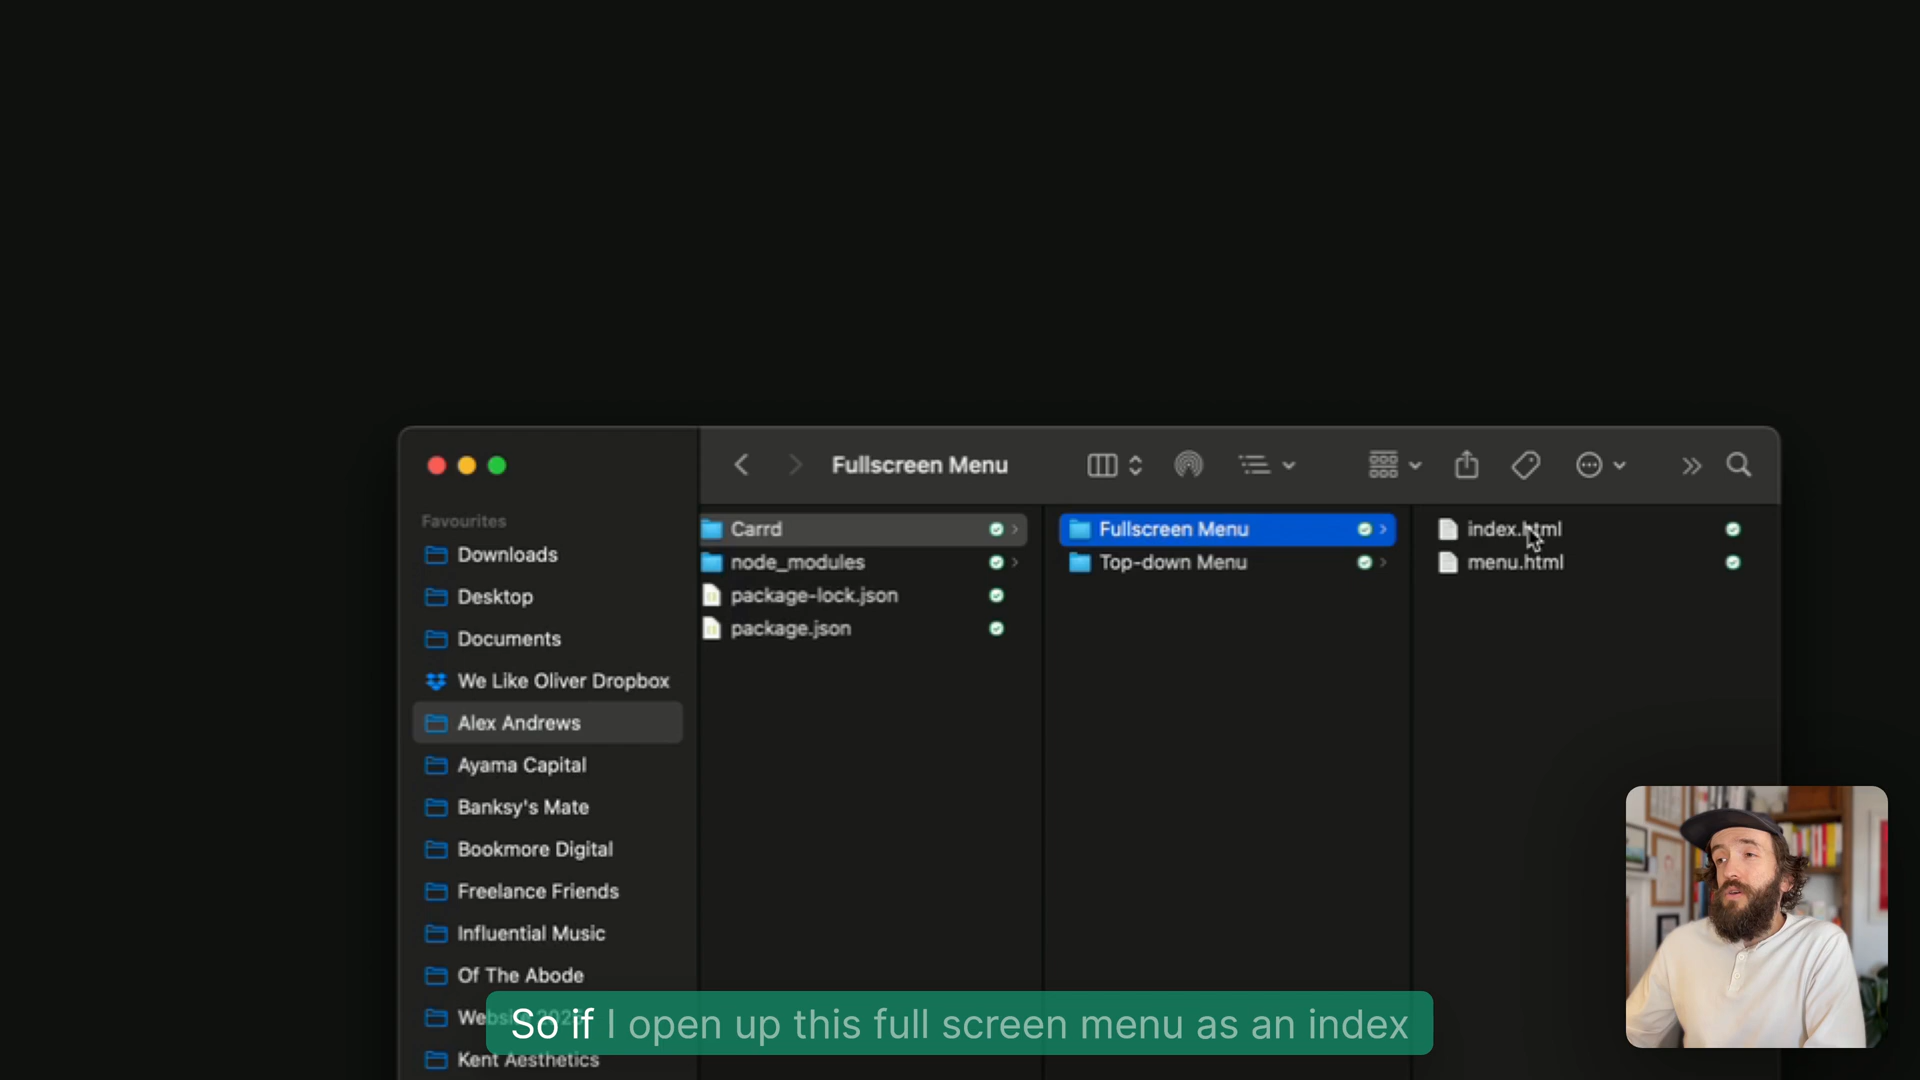 Fullscreen Menu
Favourites
Downloads
Desktop
Documents
We Like Oliver Dropbox
Alex Andrews
Ayama Capital
Banksy's Mate
Bookmore Digital
Freelance Friends
Influential Music
Of The Abode
Kent Aesthetics
Carrd
node_modules
package-lock.json
package.json
Fullscreen Menu
Top-down Menu
index.html
menu.html
So if I open up this full screen menu as an index